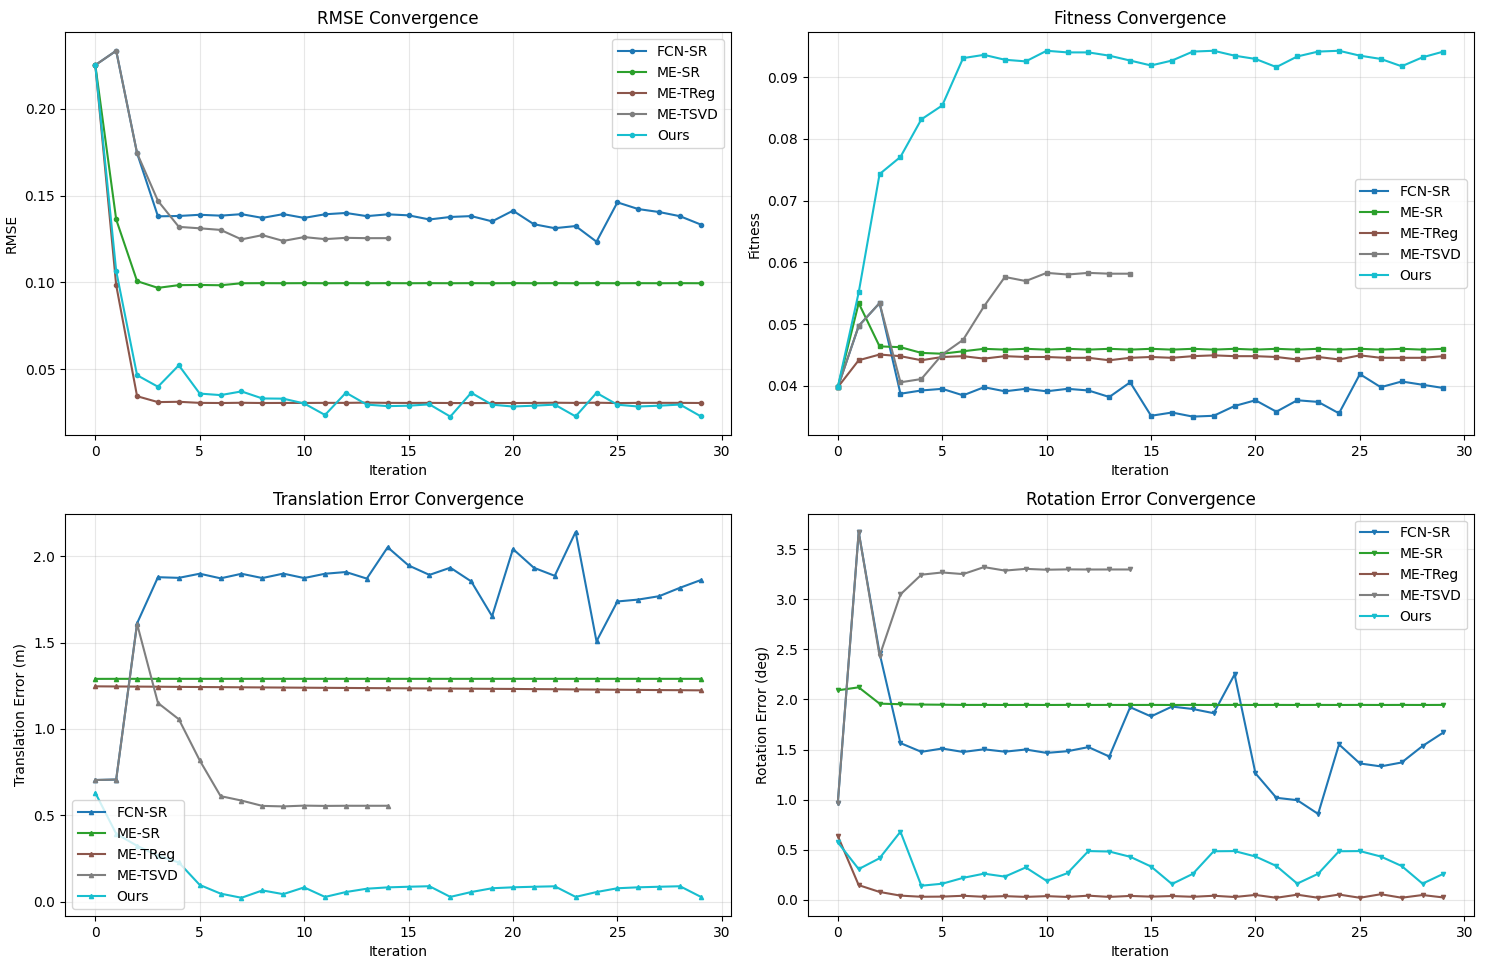 RMSE Convergence
RMSE
0.20
0.15
0.10
0.05
0 5 10 15 20 25 30
Iteration
FCN-SR
ME-SR
ME-TReg
ME-TSVD
Ours
Fitness Convergence
Fitness
0.09
0.08
0.07
0.06
0.05
0.04
0 5 10 15 20 25 30
Iteration
FCN-SR
ME-SR
ME-TReg
ME-TSVD
Ours
Translation Error Convergence
Translation Error (m)
2.0
1.5
1.0
0.5
0.0
0 5 10 15 20 25 30
Iteration
FCN-SR
ME-SR
ME-TReg
ME-TSVD
Ours
Rotation Error Convergence
Rotation Error (deg)
3.5
3.0
2.5
2.0
1.5
1.0
0.5
0.0
0 5 10 15 20 25 30
Iteration
FCN-SR
ME-SR
ME-TReg
ME-TSVD
Ours